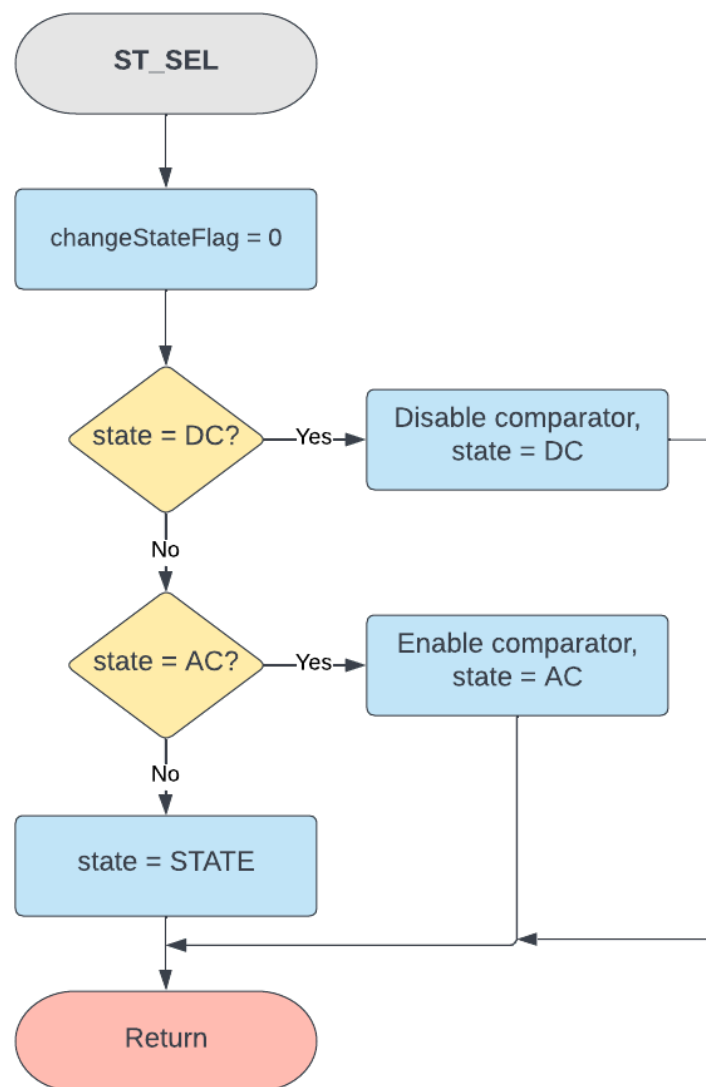 ST_SEL
changeStateFlag = 0
state = DC?
Yes
Disable comparator,
state = DC
No
state = AC?
Yes
Enable comparator,
state = AC
No
state = STATE
Return